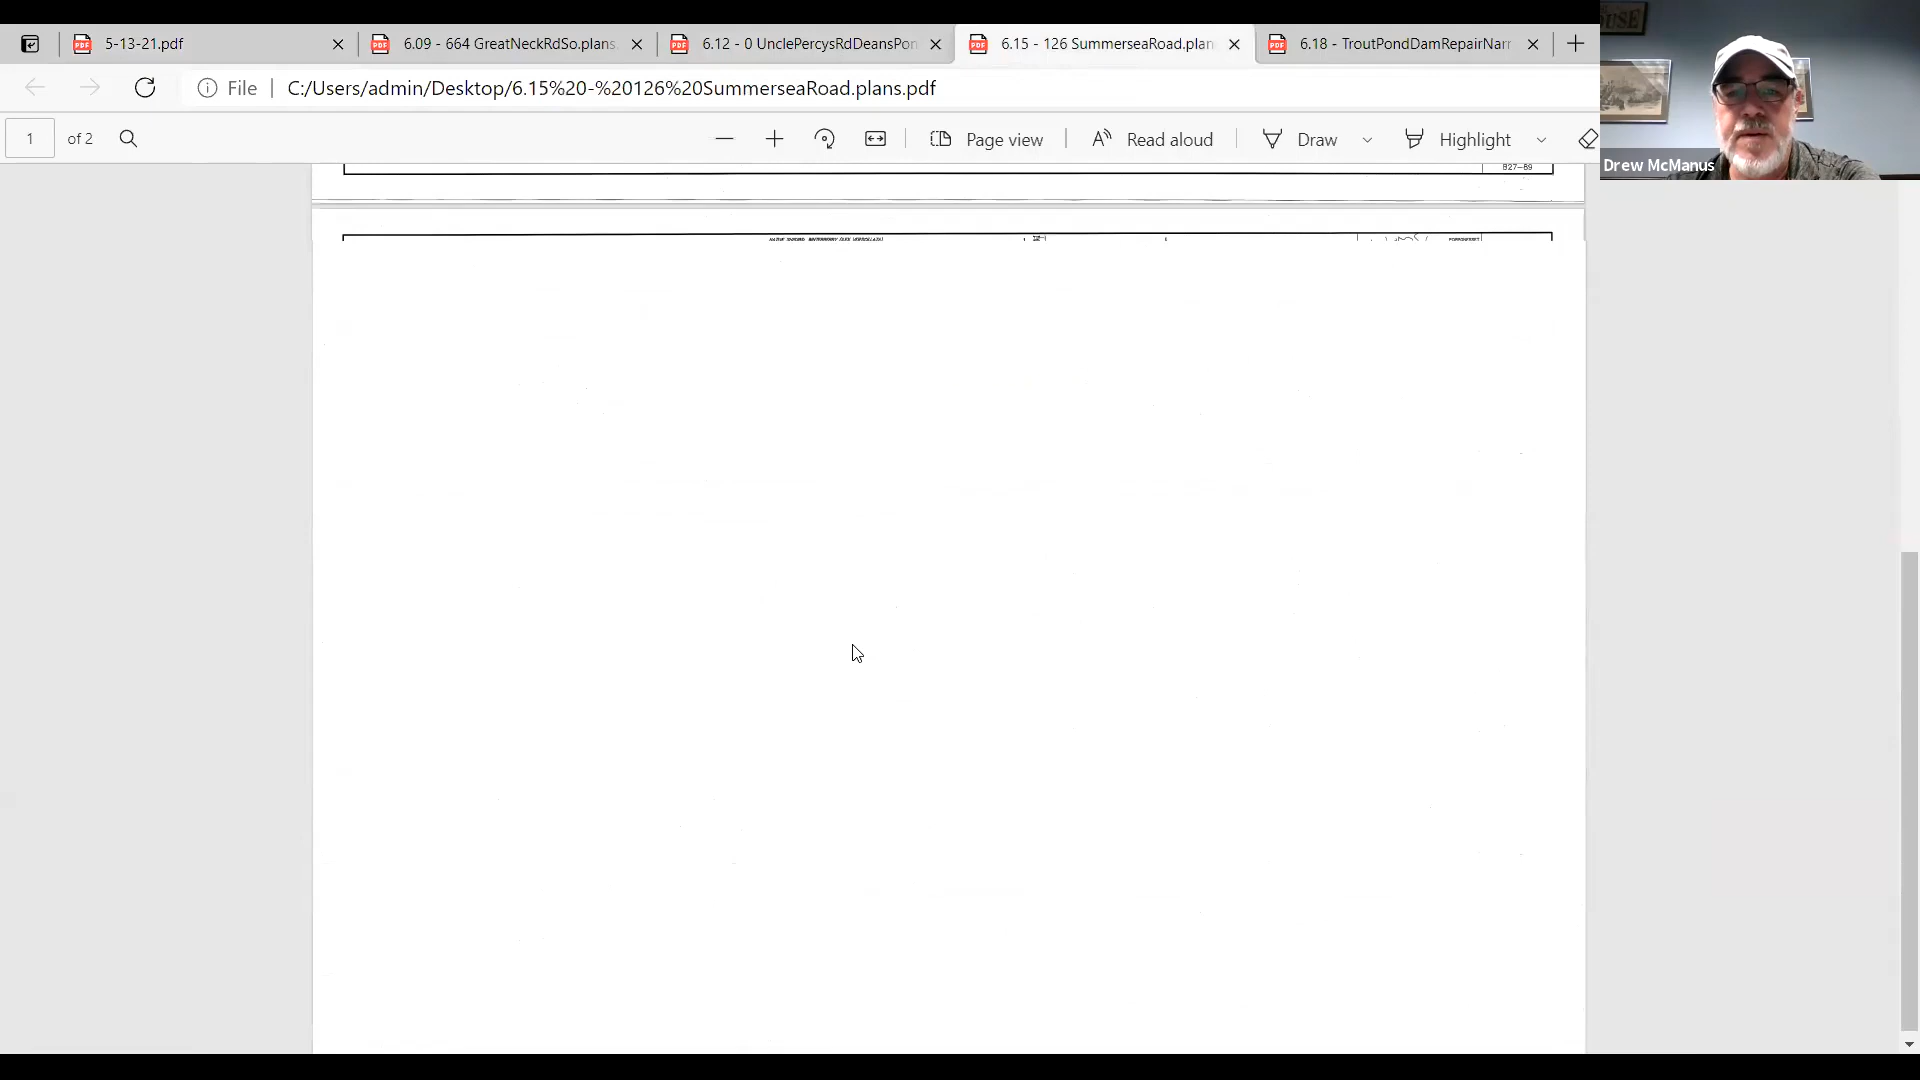 5-13-21.pdf
6.09 - 664 GreatNeckRdSo.plans.
6.12 - 0 UnclePercysRdDeansPon
6.15 - 126 SummerseaRoad.plan
6.18 - TroutPondDamRepairNarr
File
C:/Users/admin/Desktop/6.15%20-%20126%20SummerseaRoad.plans.pdf
1
of 2
Page view
Read aloud
Draw
Highlight
Drew McManus
827-89